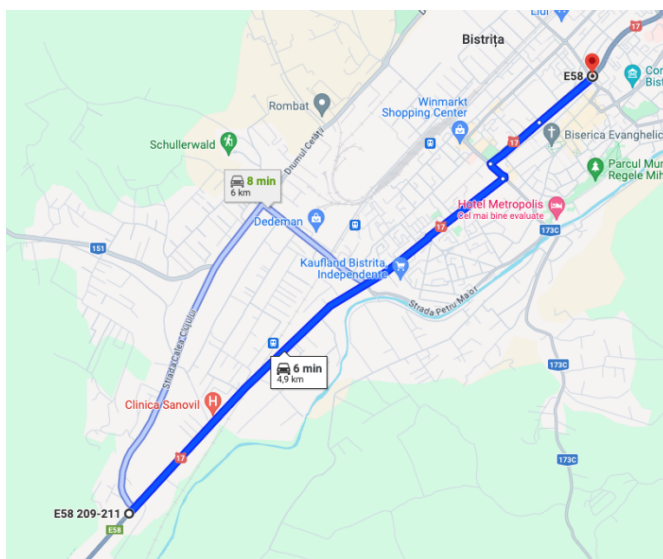 Lidl
17
Bistrița
E58
Con
Bist
Rombat
Winmarkt
Shopping Center
Drumul Cetății
17
Biserica Evanghelic
Schullerwald
Parcul Mun
Regele Mih
8 min
6 km
Hotel Metropolis
Cel mai bine evaluate
Dedeman
17
173C
151
Kaufland Bistrita,
Independentei
Strada Petru Maior
Strada Calea Clujului
6 min
4,9 km
173C
Clinica Sanovil
17
173C
E58 209-211
E58